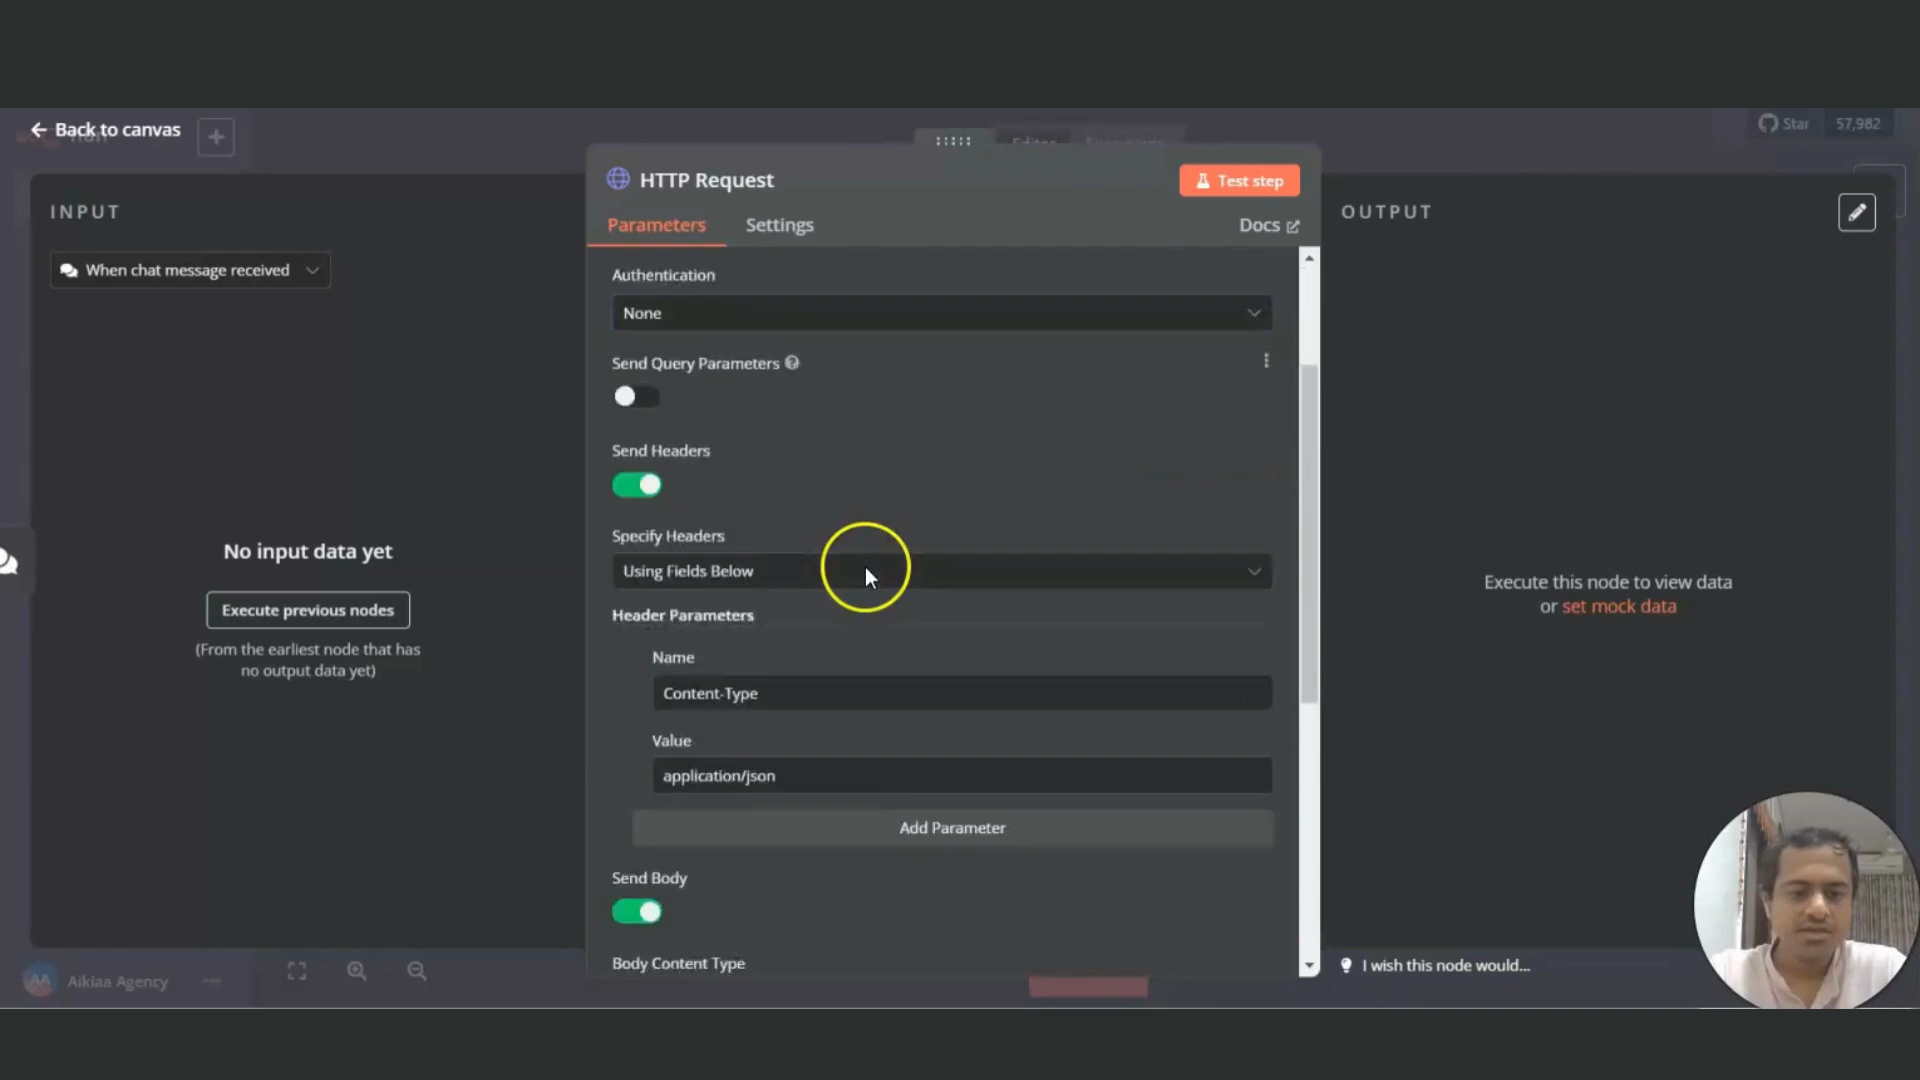 Back to canvas
Star 57,982
Editor
HTTP Request
Test step
INPUT
Parameters
Settings
Docs
OUTPUT
When chat message received
Authentication
None
Send Query Parameters
Send Headers
Specify Headers
Using Fields Below
No input data yet
Execute previous nodes
(From the earliest node that has
no output data yet)
Execute this node to view data
or set mock data
Header Parameters
Name
Content-Type
Value
application/json
Add Parameter
Send Body
Body Content Type
AA
Aikiaa Agency
I wish this node would...